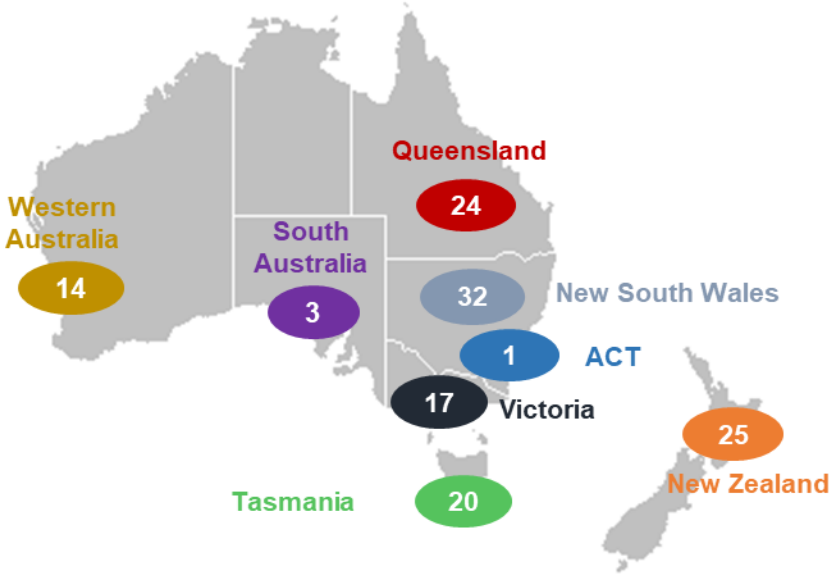 Queensland
24
Western
Australia
14
South
Australia
3
32
New South Wales
1
ACT
17
Victoria
25
New Zealand
Tasmania
20